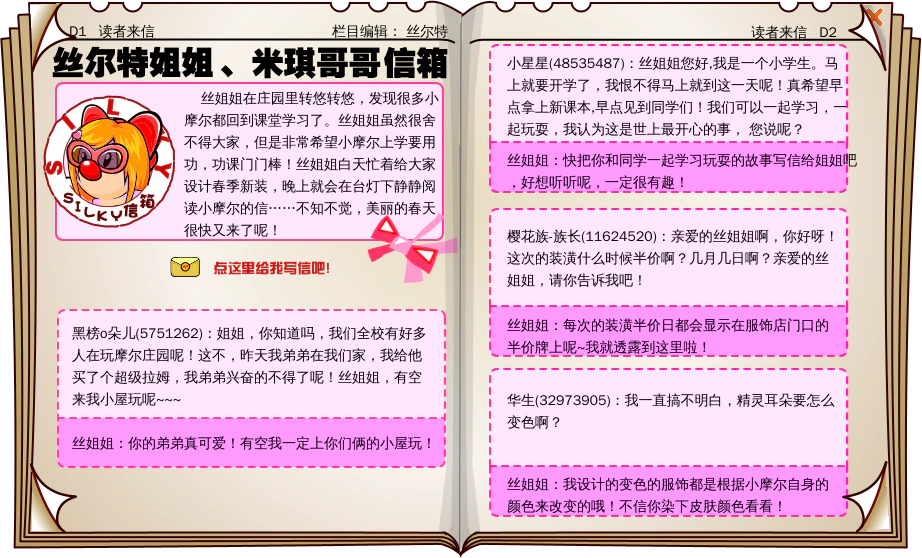 D1 读者来信
栏目编辑： 丝尔特
丝尔特姐姐、米琪哥哥信箱
SILKY
SILKY信箱
丝姐姐在庄园里转悠转悠，发现很多小
摩尔都回到课堂学习了。丝姐姐虽然很舍
不得大家，但是非常希望小摩尔上学要用
功，功课门门棒！丝姐姐白天忙着给大家
设计春季新装，晚上就会在台灯下静静阅
读小摩尔的信……不知不觉，美丽的春天
很快又来了呢！
点这里给我写信吧!
黑榜o朵儿(5751262)：姐姐，你知道吗，我们全校有好多
人在玩摩尔庄园呢！这不，昨天我弟弟在我们家，我给他
买了个超级拉姆，我弟弟兴奋的不得了呢！丝姐姐，有空
来我小屋玩呢~~~
丝姐姐：你的弟弟真可爱！有空我一定上你们俩的小屋玩！
读者来信 D2
小星星(48535487)：丝姐姐您好,我是一个小学生。马
上就要开学了，我恨不得马上就到这一天呢！真希望早
点拿上新课本,早点见到同学们！我们可以一起学习，一
起玩耍，我认为这是世上最开心的事， 您说呢？
丝姐姐：快把你和同学一起学习玩耍的故事写信给姐姐吧
，好想听听呢，一定很有趣！
樱花族-族长(11624520)：亲爱的丝姐姐啊，你好呀！
这次的装潢什么时候半价啊？几月几日啊？亲爱的丝
姐姐，请你告诉我吧！
丝姐姐：每次的装潢半价日都会显示在服饰店门口的
半价牌上呢~我就透露到这里啦！
华生(32973905)：我一直搞不明白，精灵耳朵要怎么
变色啊？
丝姐姐：我设计的变色的服饰都是根据小摩尔自身的
颜色来改变的哦！不信你染下皮肤颜色看看！